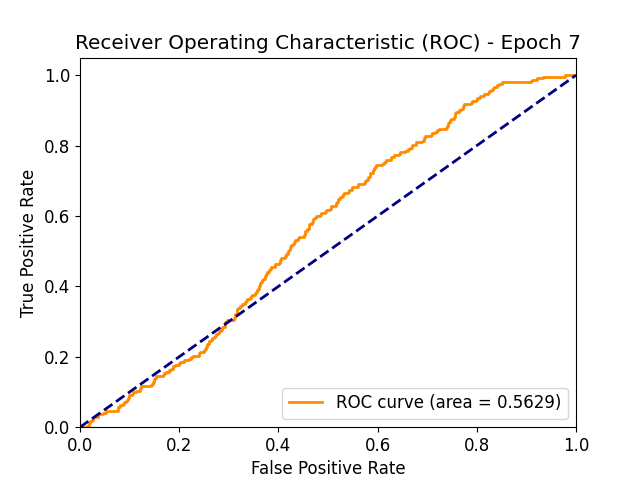 Receiver Operating Characteristic (ROC) - Epoch 7
True Positive Rate
1.0
0.8
0.6
0.4
0.2
0.0
ROC curve (area = 0.5629)
0.0 0.2 0.4 0.6 0.8 1.0
False Positive Rate